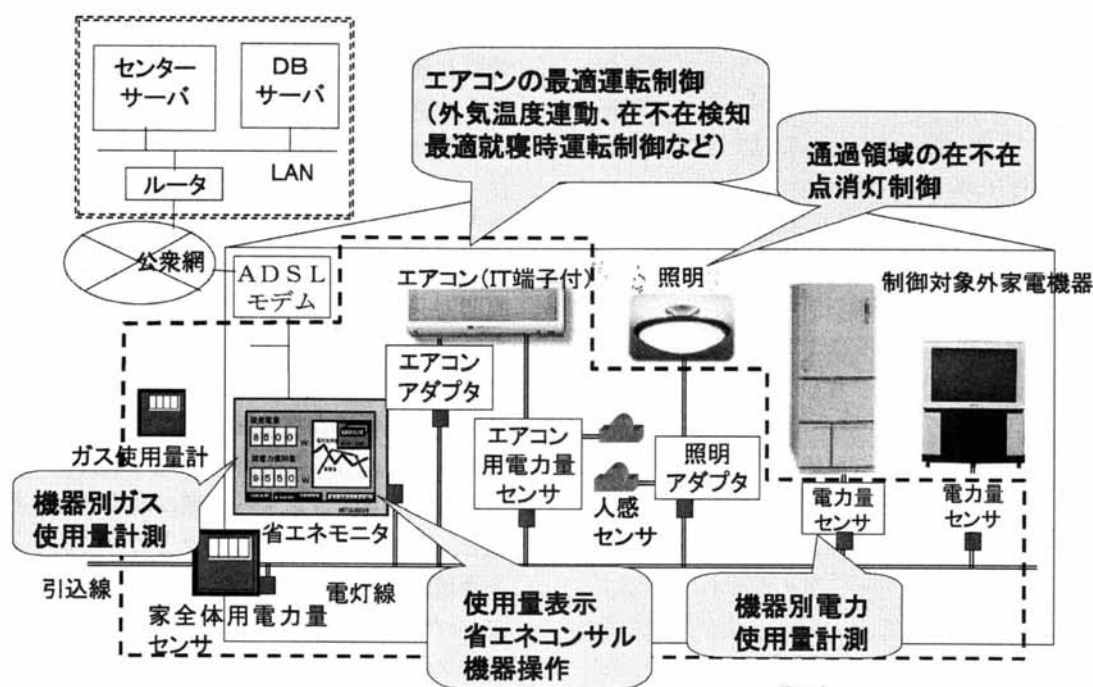 センター
サーバ
DB
サーバ
ルータ
LAN
公衆網
ADSL
モデム
エアコンの最適運転制御
(外気温度連動、在不在検知
最適就寝時運転制御など)
通過領域の在不在
点消灯制御
エアコン(IT端子付)
照明
制御対象外家電機器
エアコン
アダプタ
ガス使用量計
エアコン
用電力量
センサ
人感
センサ
照明
アダプタ
電力量
センサ
電力量
センサ
機器別ガス
使用量計測
8500
W
9550
W
省エネモニタ
引込線
電灯線
家全体用電力量
センサ
使用量表示
省エネコンサル
機器操作
機器別電力
使用量計測